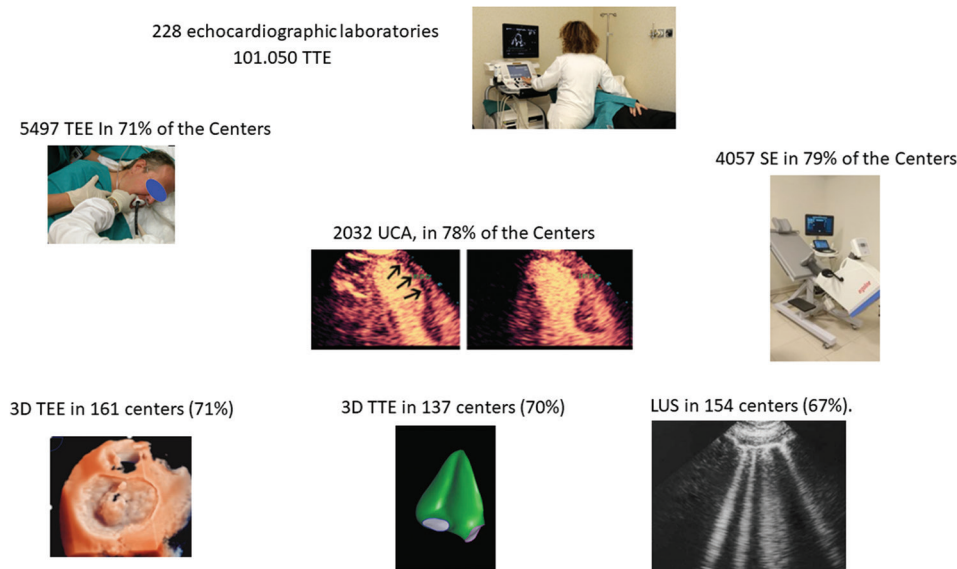 228 echocardiographic laboratories
101.050 TTE
5497 TEE In 71% of the Centers
4057 SE in 79% of the Centers
2032 UCA, in 78% of the Centers
3D TEE in 161 centers (71%)
3D TTE in 137 centers (70%)
LUS in 154 centers (67%).